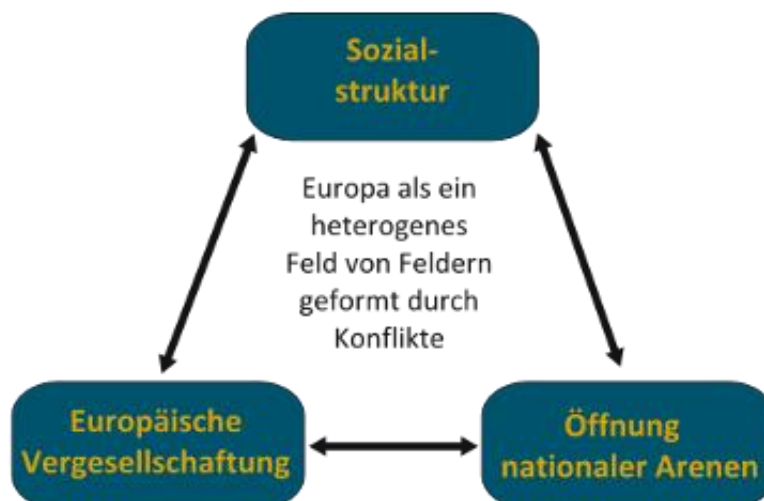 Sozial-
struktur
Europa als ein
heterogenes
Feld von Feldern
geformt durch
Konflikte
Europäische
Vergesellschaftung
Öffnung
nationaler Arenen